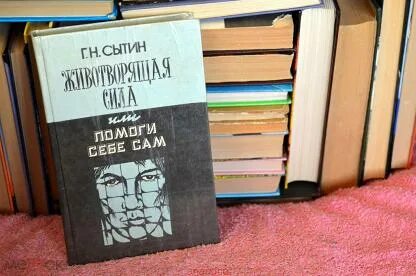 Г.Н. СЫТИН
ЖИВОТВОРЯЩАЯ
СИЛА
или
ПОМОГИ
СЕБЕ САМ